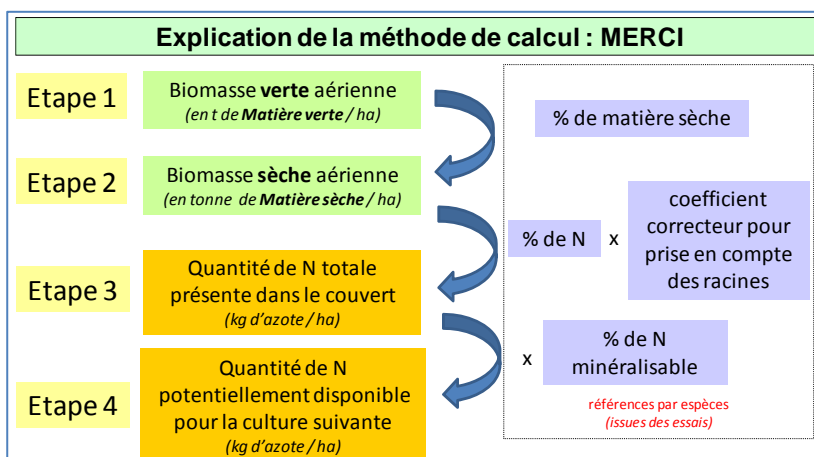 Explication de la méthode de calcul : MERCI
Etape 1
Biomasse verte aérienne
(en t de Matière verte / ha)
% de matière sèche
Etape 2
Biomasse sèche aérienne
(en tonne de Matière sèche / ha)
% de N
x
coefficient
correcteur pour
prise en compte
des racines
Etape 3
Quantité de N totale
présente dans le couvert
(kg d'azote / ha)
x
% de N
minéralisable
Etape 4
Quantité de N
potentiellement disponible
pour la culture suivante
(kg d'azote / ha)
références par espèces
(issues des essais)